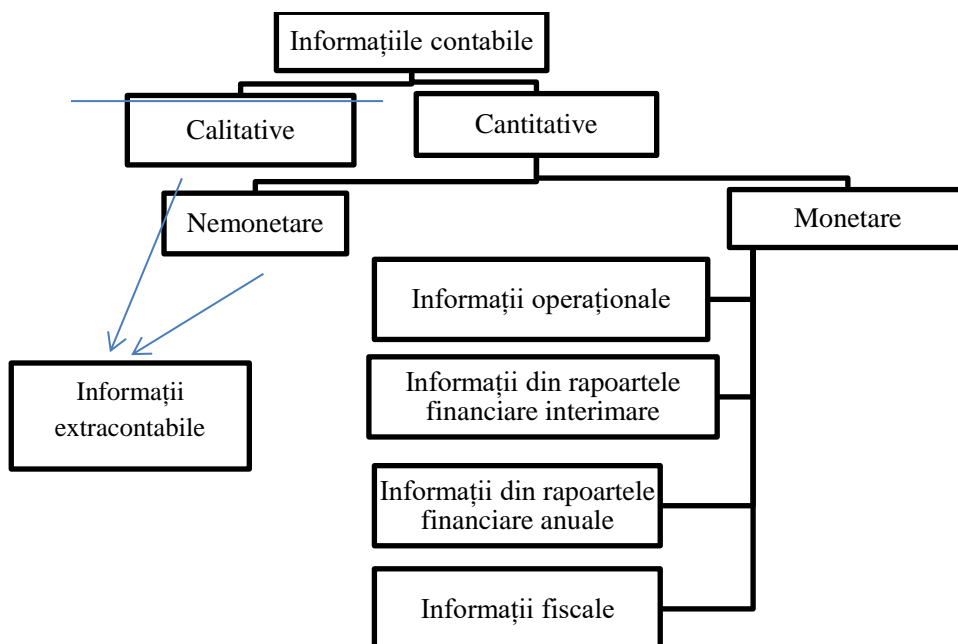 Informațiile contabile
Calitative
Cantitative
Nemonetare
Monetare
Informații operaționale
Informații din rapoartele
financiare interimare
Informații
extracontabile
Informații din rapoartele
financiare anuale
Informații fiscale